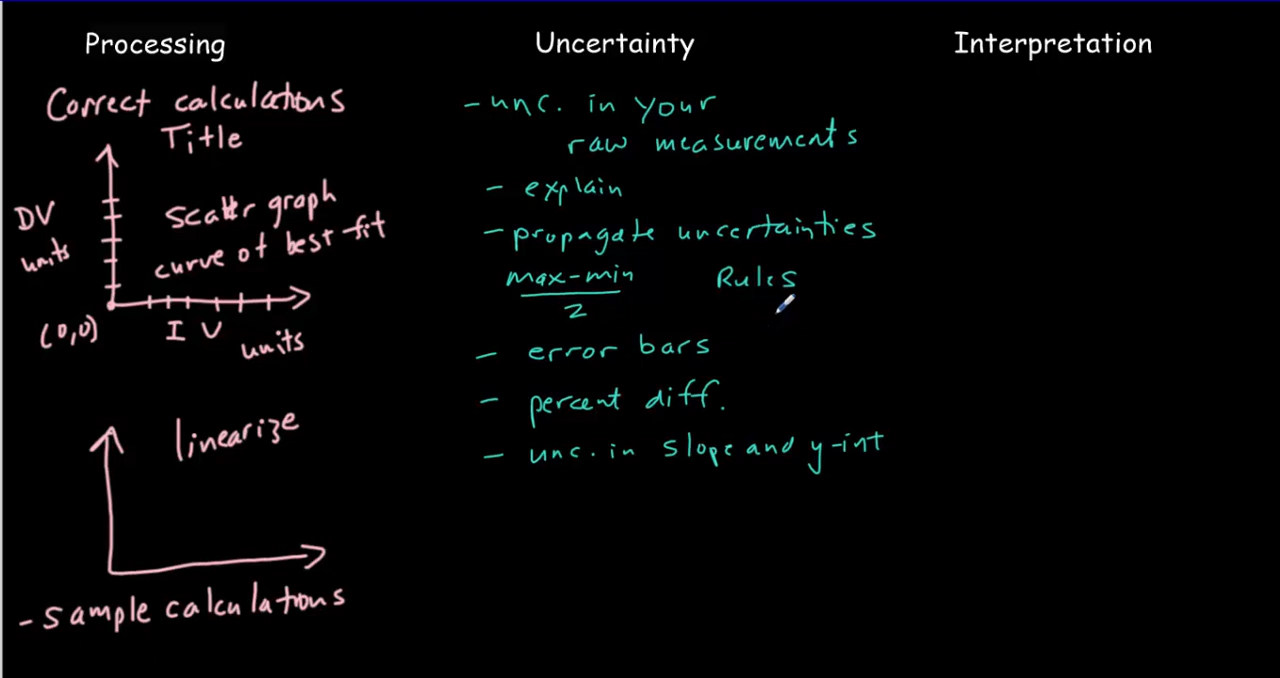 Processing
Correct calculations
Title
DV
units
Scattr graph
curve of best-fit
(0,0)
IV
units
linearize
- sample calculations
Uncertainty
- unc. in your
raw measurements
- explain
- propagate uncertainties
max-min
2
Rules
- error bars
- percent diff.
- unc. in slope and y-int
Interpretation